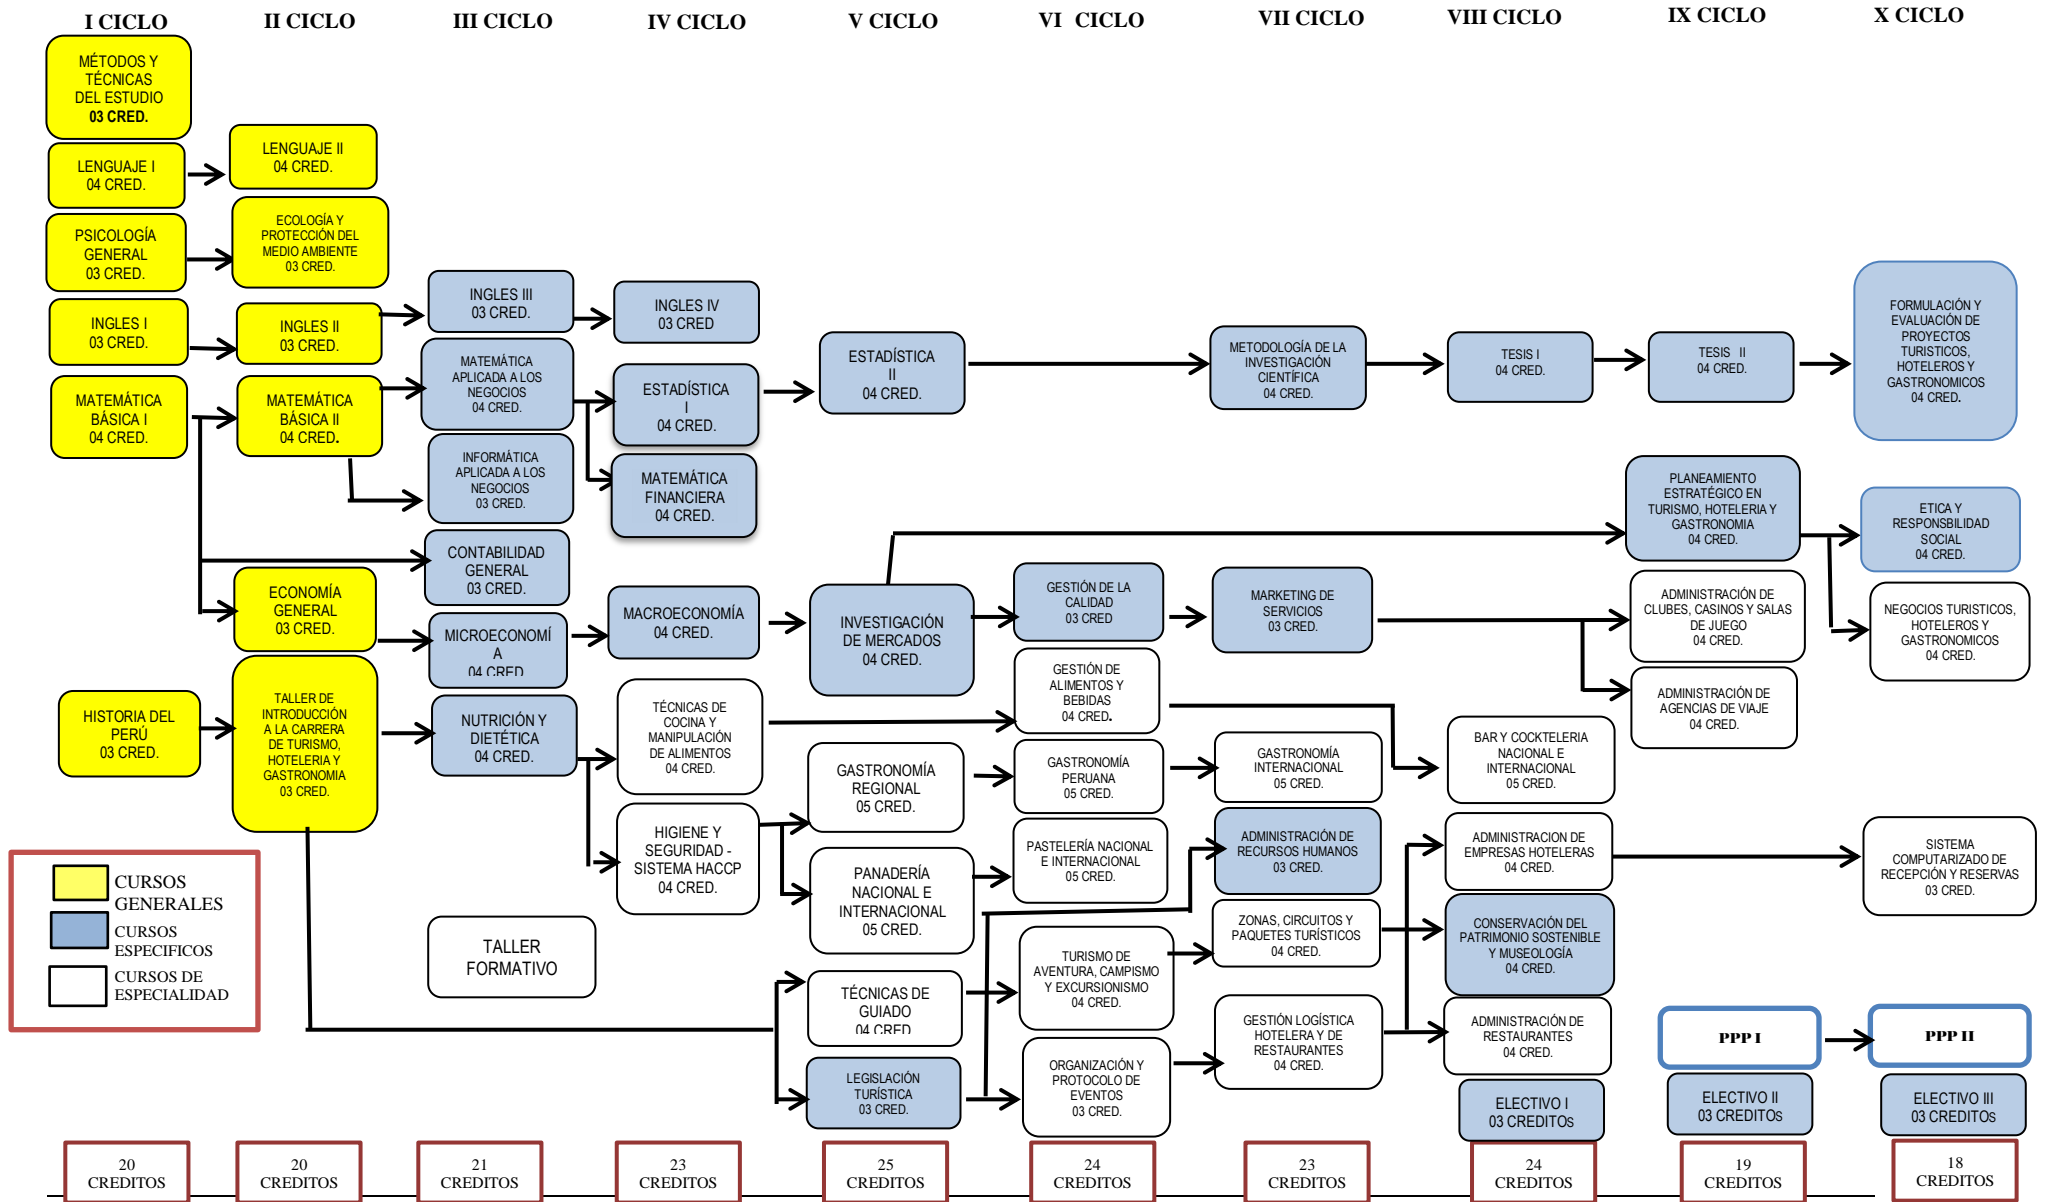 I CICLO
II CICLO
III CICLO
IV CICLO
V CICLO
VI CICLO
VII CICLO
VIII CICLO
IX CICLO
X CICLO
MÉTODOS Y
TÉCNICAS
DEL ESTUDIO
03 CRED.
LENGUAJE I
04 CRED.
PSICOLOGÍA
GENERAL
03 CRED.
INGLES I
03 CRED.
MATEMÁTICA
BÁSICA I
04 CRED.
HISTORIA DEL
PERÚ
03 CRED.
LENGUAJE II
04 CRED.
ECOLOGÍA Y
PROTECCIÓN DEL
MEDIO AMBIENTE
03 CRED.
INGLES II
03 CRED.
MATEMÁTICA
BÁSICA II
04 CRED.
ECONOMÍA
GENERAL
03 CRED.
TALLER DE
INTRODUCCIÓN
A LA CARRERA
DE TURISMO,
HOTELERIA Y
GASTRONOMIA
03 CRED.
INGLES III
03 CRED.
MATEMÁTICA
APLICADA A LOS
NEGOCIOS
04 CRED.
INFORMÁTICA
APLICADA A LOS
NEGOCIOS
03 CRED.
CONTABILIDAD
GENERAL
03 CRED.
MICROECONOMÍ
A
04 CRED
NUTRICIÓN Y
DIETÉTICA
04 CRED.
TALLER
FORMATIVO
INGLES IV
03 CRED
ESTADÍSTICA
I
04 CRED.
MATEMÁTICA
FINANCIERA
04 CRED.
MACROECONOMÍA
04 CRED.
TÉCNICAS DE
COCINA Y
MANIPULACIÓN
DE ALIMENTOS
04 CRED.
HIGIENE Y
SEGURIDAD -
SISTEMA HACCP
04 CRED.
ESTADÍSTICA
II
04 CRED.
INVESTIGACIÓN
DE MERCADOS
04 CRED.
GASTRONOMÍA
REGIONAL
05 CRED.
PANADERÍA
NACIONAL E
INTERNACIONAL
05 CRED.
TÉCNICAS DE
GUIADO
04 CRED
LEGISLACIÓN
TURÍSTICA
03 CRED.
GESTIÓN DE LA
CALIDAD
03 CRED
GESTIÓN DE
ALIMENTOS Y
BEBIDAS
04 CRED.
GASTRONOMÍA
PERUANA
05 CRED.
PASTELERÍA NACIONAL
E INTERNACIONAL
05 CRED.
TURISMO DE
AVENTURA, CAMPISMO
Y EXCURSIONISMO
04 CRED.
ORGANIZACIÓN Y
PROTOCOLO DE
EVENTOS
03 CRED.
METODOLOGÍA DE LA
INVESTIGACIÓN
CIENTÍFICA
04 CRED.
MARKETING DE
SERVICIOS
03 CRED.
GASTRONOMÍA
INTERNACIONAL
05 CRED.
ADMINISTRACIÓN DE
RECURSOS HUMANOS
03 CRED.
ZONAS, CIRCUITOS Y
PAQUETES TURÍSTICOS
04 CRED.
GESTIÓN LOGÍSTICA
HOTELERA Y DE
RESTAURANTES
04 CRED.
TESIS I
04 CRED.
BAR Y COCKTELERIA
NACIONAL E
INTERNACIONAL
05 CRED.
ADMINISTRACION DE
EMPRESAS HOTELERAS
04 CRED.
CONSERVACIÓN DEL
PATRIMONIO SOSTENIBLE
Y MUSEOLOGÍA
04 CRED.
ADMINISTRACIÓN DE
RESTAURANTES
04 CRED.
ELECTIVO I
03 CREDITOs
TESIS II
04 CRED.
PLANEAMIENTO
ESTRATÉGICO EN
TURISMO, HOTELERIA Y
GASTRONOMIA
04 CRED.
ADMINISTRACIÓN DE
CLUBES, CASINOS Y SALAS
DE JUEGO
04 CRED.
ADMINISTRACIÓN DE
AGENCIAS DE VIAJE
04 CRED.
PPP I
ELECTIVO II
03 CREDITOs
FORMULACIÓN Y
EVALUACIÓN DE
PROYECTOS
TURISTICOS,
HOTELEROS Y
GASTRONOMICOS
04 CRED.
ETICA Y
RESPONSBILIDAD
SOCIAL
04 CRED.
NEGOCIOS TURISTICOS,
HOTELEROS Y
GASTRONOMICOS
04 CRED.
SISTEMA
COMPUTARIZADO DE
RECEPCIÓN Y RESERVAS
03 CRED.
PPP II
ELECTIVO III
03 CREDITOs
CURSOS
GENERALES
CURSOS
ESPECIFICOS
CURSOS DE
ESPECIALIDAD
20
CREDITOS
20
CREDITOS
21
CREDITOS
23
CREDITOS
25
CREDITOS
24
CREDITOS
23
CREDITOS
24
CREDITOS
19
CREDITOS
18
CREDITOS